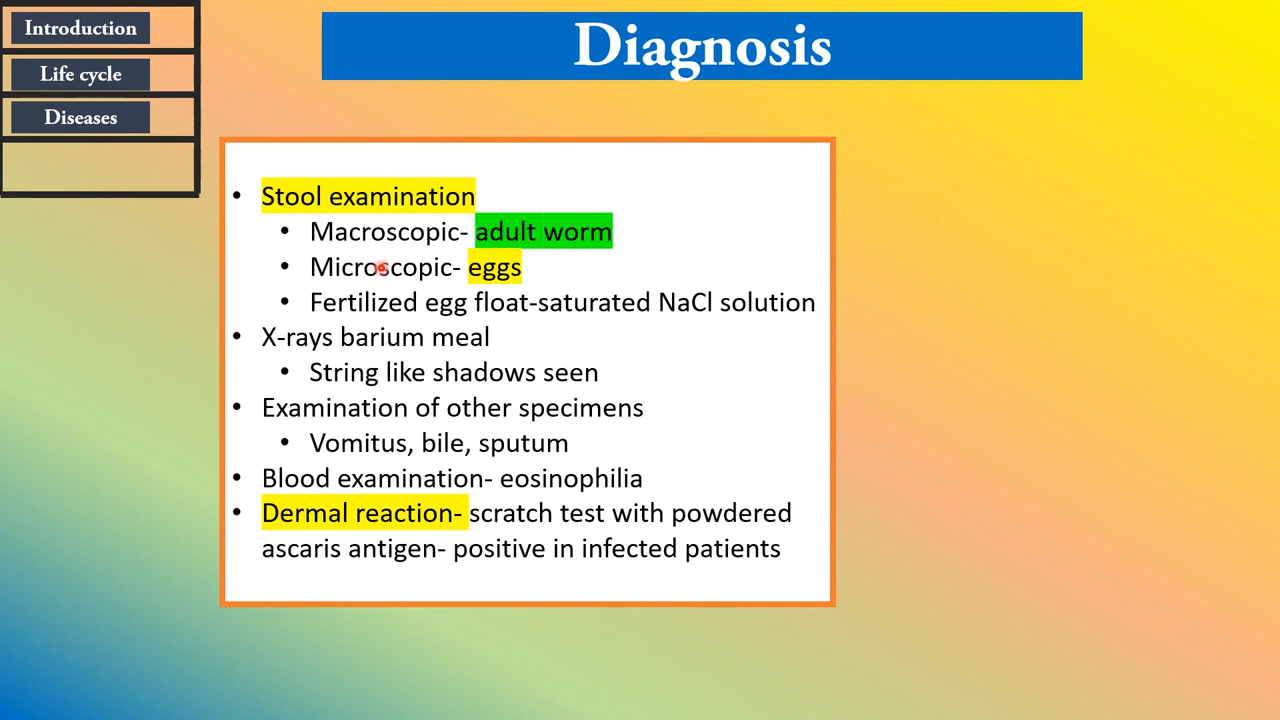 Introduction
Life cycle
Diseases
Diagnosis
• Stool examination
• Macroscopic- adult worm
• Microscopic- eggs
• Fertilized egg float-saturated NaCl solution
• X-rays barium meal
• String like shadows seen
• Examination of other specimens
• Vomitus, bile, sputum
• Blood examination- eosinophilia
• Dermal reaction- scratch test with powdered
ascaris antigen- positive in infected patients